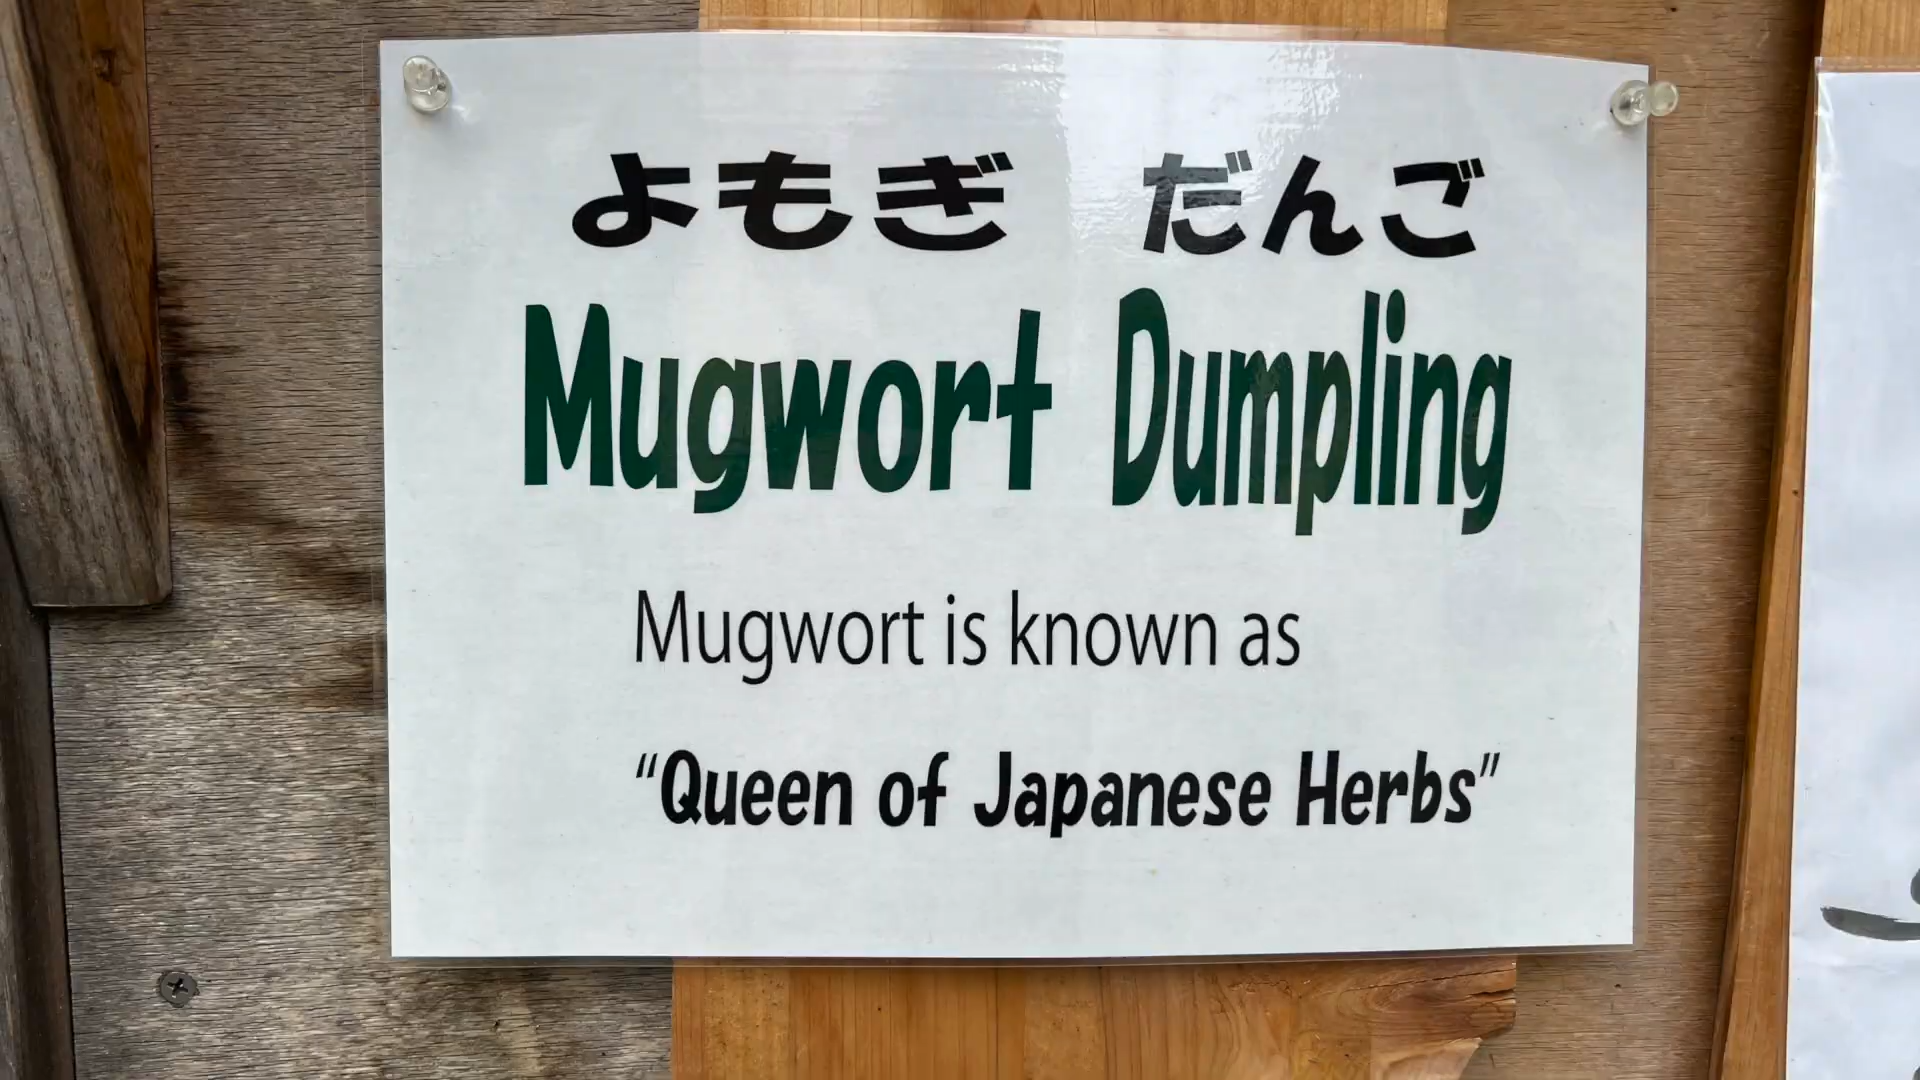 よもぎ だんご
Mugwort Dumpling
Mugwort is known as
“Queen of Japanese Herbs”